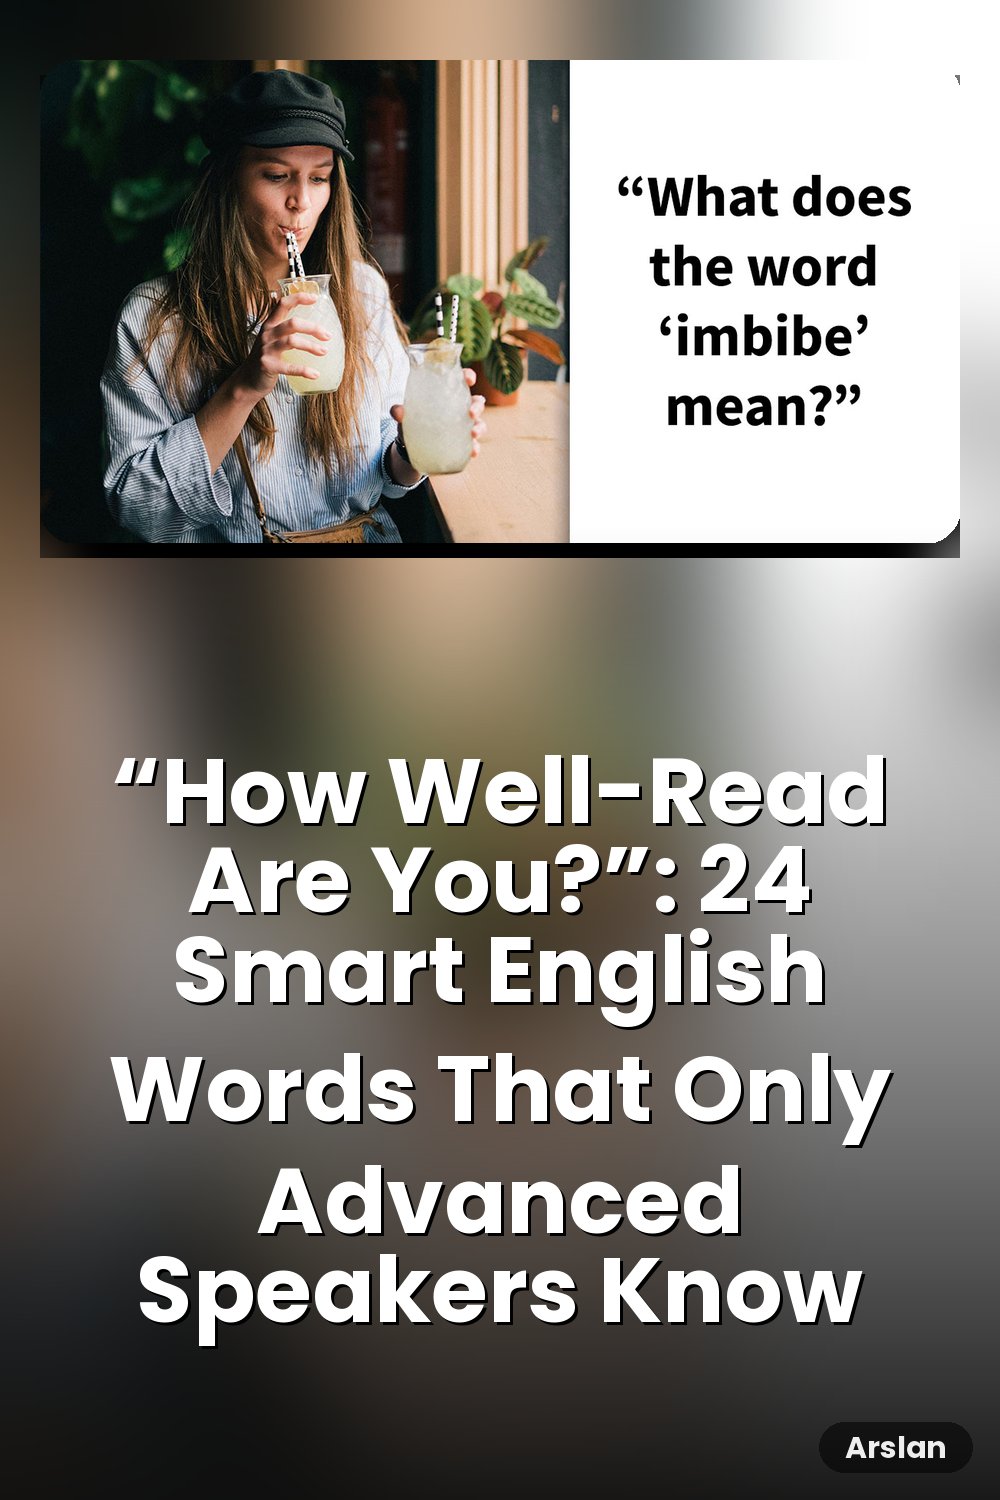 “What does
the word
‘imbibe’
mean?”
“How Well-Read
Are You?”: 24
Smart English
Words That Only
Advanced
Speakers Know
Arslan